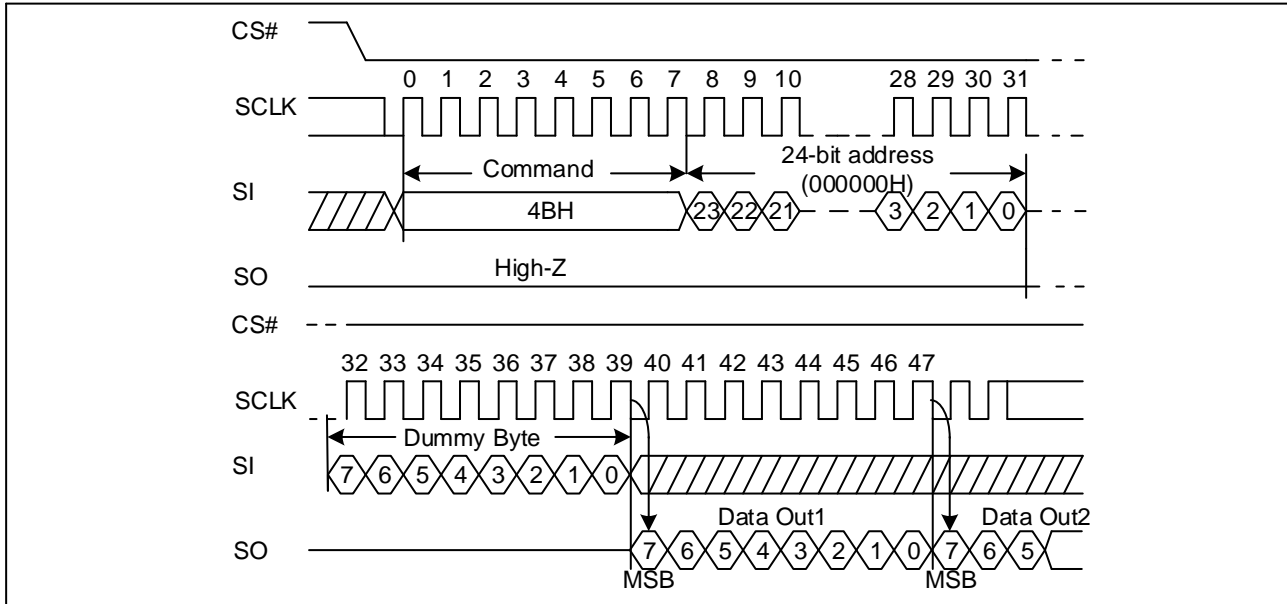 CS#
0 1 2 3 4 5 6 7 8 9 10 28 29 30 31
SCLK
Command 24-bit address
(000000H)
SI 4BH 23 22 21 3 2 1 0
High-Z
SO
CS#
32 33 34 35 36 37 38 39 40 41 42 43 44 45 46 47
SCLK
Dummy Byte
SI 7 6 5 4 3 2 1 0
Data Out1 Data Out2
SO 7 6 5 4 3 2 1 0 7 6 5
MSB MSB